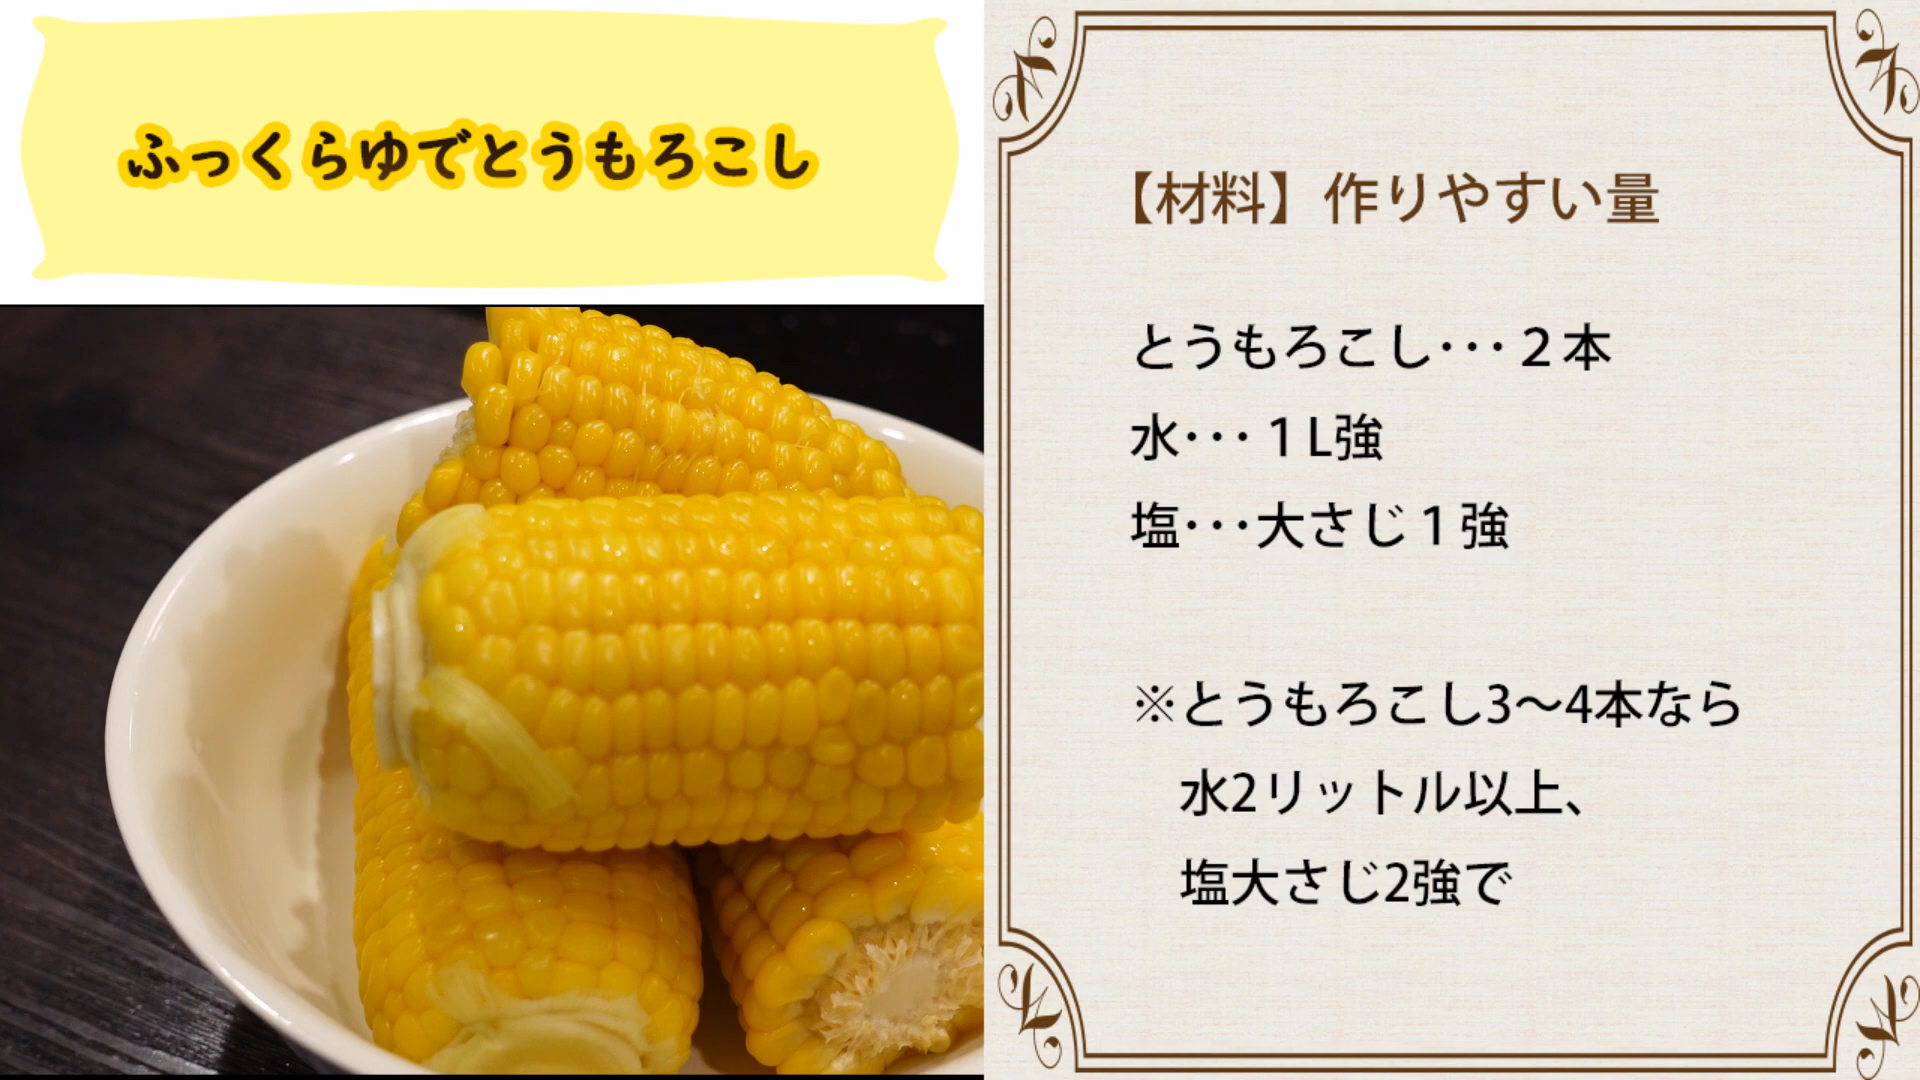 ふっくらゆでとうもろこし
【材料】作りやすい量
とうもろこし･･･２本
水･･･１L強
塩･･･大さじ１強
※とうもろこし3〜4本なら
水2リットル以上、
塩大さじ2強で